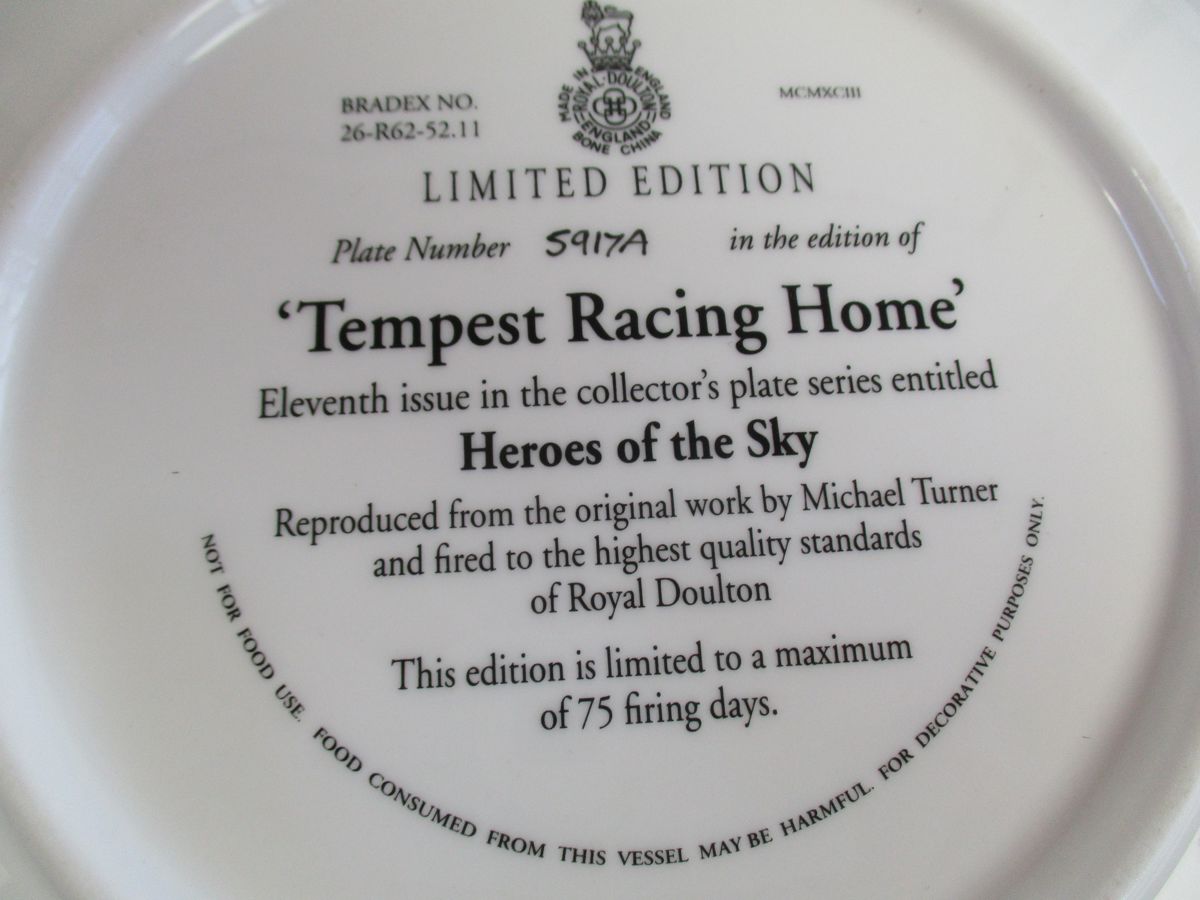 BRADEX NO.
26-R62-52.11
MADE IN ENGLAND
ROYAL·DOULTON
ENGLAND
BONE CHINA
MCMXCIII
LIMITED EDITION
Plate Number 5917A in the edition of
‘Tempest Racing Home’
Eleventh issue in the collector’s plate series entitled
Heroes of the Sky
Reproduced from the original work by Michael Turner
and fired to the highest quality standards
of Royal Doulton
This edition is limited to a maximum
of 75 firing days.
NOT FOR FOOD USE. FOOD CONSUMED FROM THIS VESSEL MAY BE HARMFUL. FOR DECORATIVE PURPOSES ONLY.